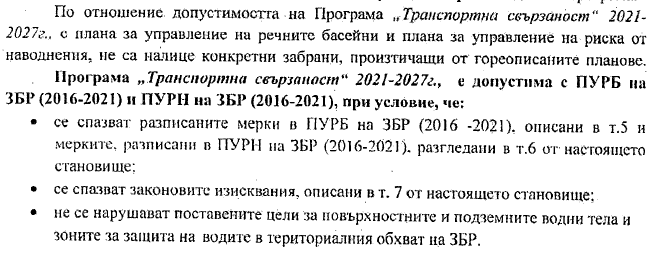 По отношение допустимостта на Програма „Транспортна свързаност“ 2021-
2027г., с плана за управление на речните басейни и плана за управление на риска от
наводнения, не са налице конкретни забрани, произтичащи от гореописаните планове.
Програма „Транспортна свързаност“ 2021-2027г., е допустима с ПУРБ на
ЗБР (2016-2021) и ПУРН на ЗБР (2016-2021), при условие, че:
• се спазват разписаните мерки в ПУРБ на ЗБР (2016 -2021), описани в т.5 и
мерките, разписани в ПУРН на ЗБР (2016-2021), разгледани в т.6 от настоящето
становище;
• се спазват законовите изисквания, описани в т. 7 от настоящето становище;
• не се нарушават поставените цели за повърхностните и подземните водни тела и
зоните за защита на водите в териториалния обхват на ЗБР.